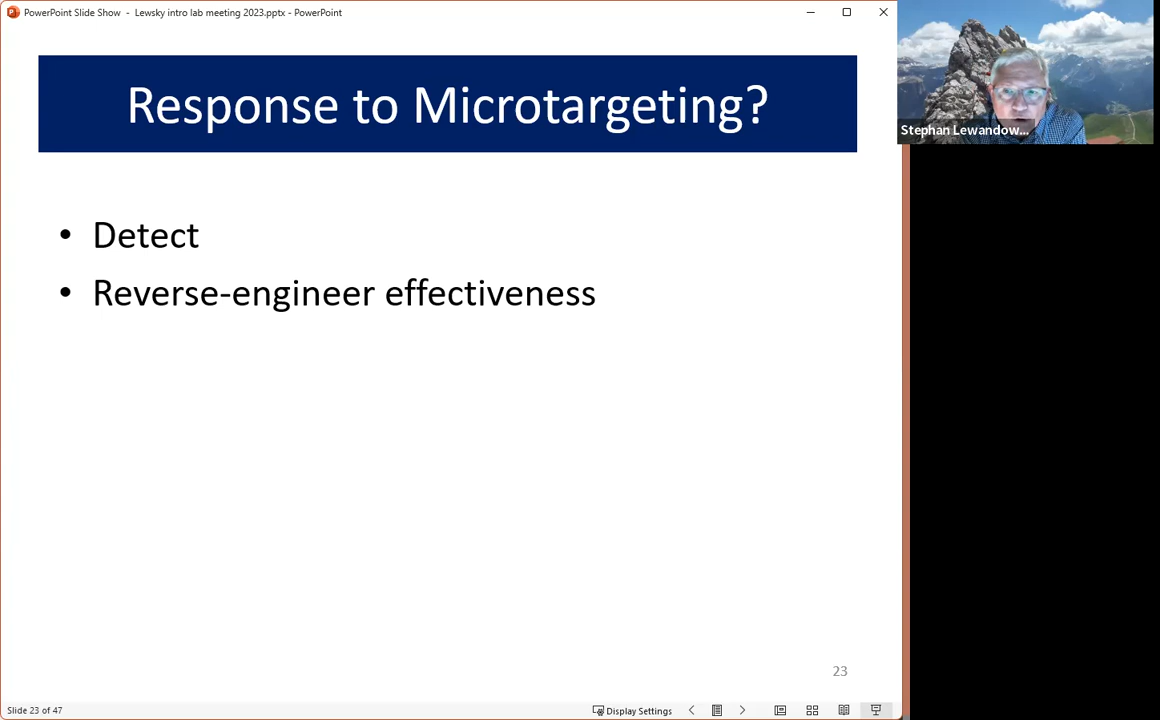 PowerPoint Slide Show - Lewsky intro lab meeting 2023.pptx - PowerPoint
Response to Microtargeting?
Stephan Lewandow...
• Detect
• Reverse-engineer effectiveness
23
Slide 23 of 47
Display Settings